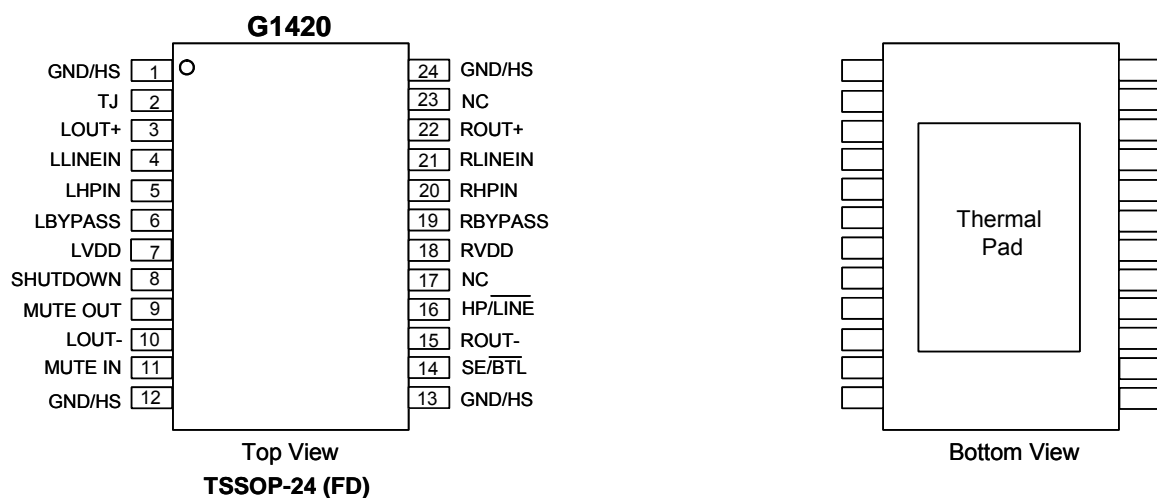 G1420
GND/HS 1
TJ 2
LOUT+ 3
LLINEIN 4
LHPIN 5
LBYPASS 6
LVDD 7
SHUTDOWN 8
MUTE OUT 9
LOUT- 10
MUTE IN 11
GND/HS 12
24 GND/HS
23 NC
22 ROUT+
21 RLINEIN
20 RHPIN
19 RBYPASS
18 RVDD
17 NC
16 HP/LINE
15 ROUT-
14 SE/BTL
13 GND/HS
Top View
TSSOP-24 (FD)
Thermal
Pad
Bottom View